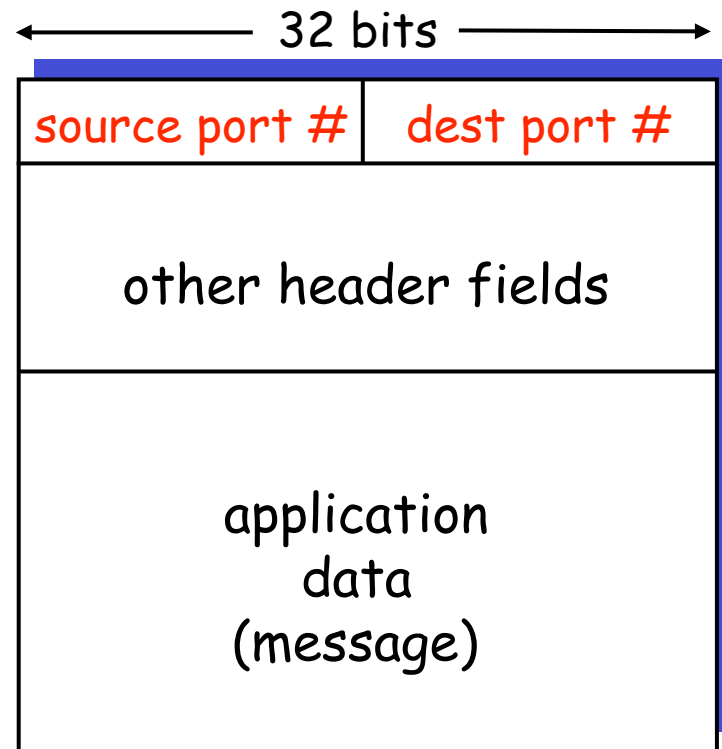 32 bits
source port #
dest port #
other header fields
application
data
(message)